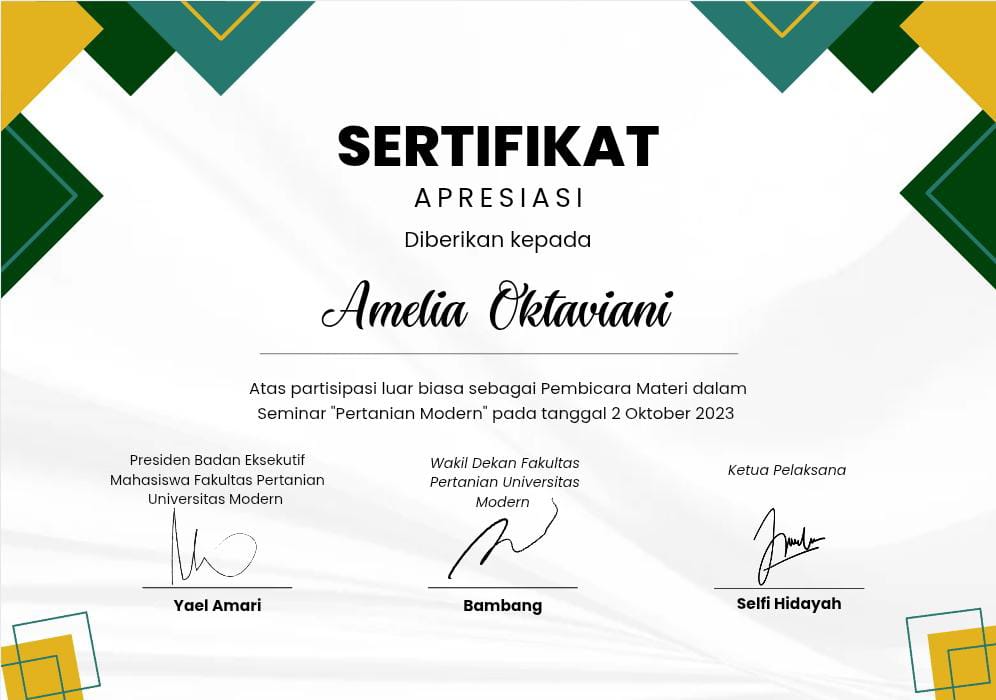 SERTIFIKAT
APRESIASI
Diberikan kepada
Amelia Oktaviani
Atas partisipasi luar biasa sebagai Pembicara Materi dalam
Seminar "Pertanian Modern" pada tanggal 2 Oktober 2023
Presiden Badan Eksekutif
Mahasiswa Fakultas Pertanian
Universitas Modern
Yael Amari
Wakil Dekan Fakultas
Pertanian Universitas
Modern
Bambang
Ketua Pelaksana
Selfi Hidayah